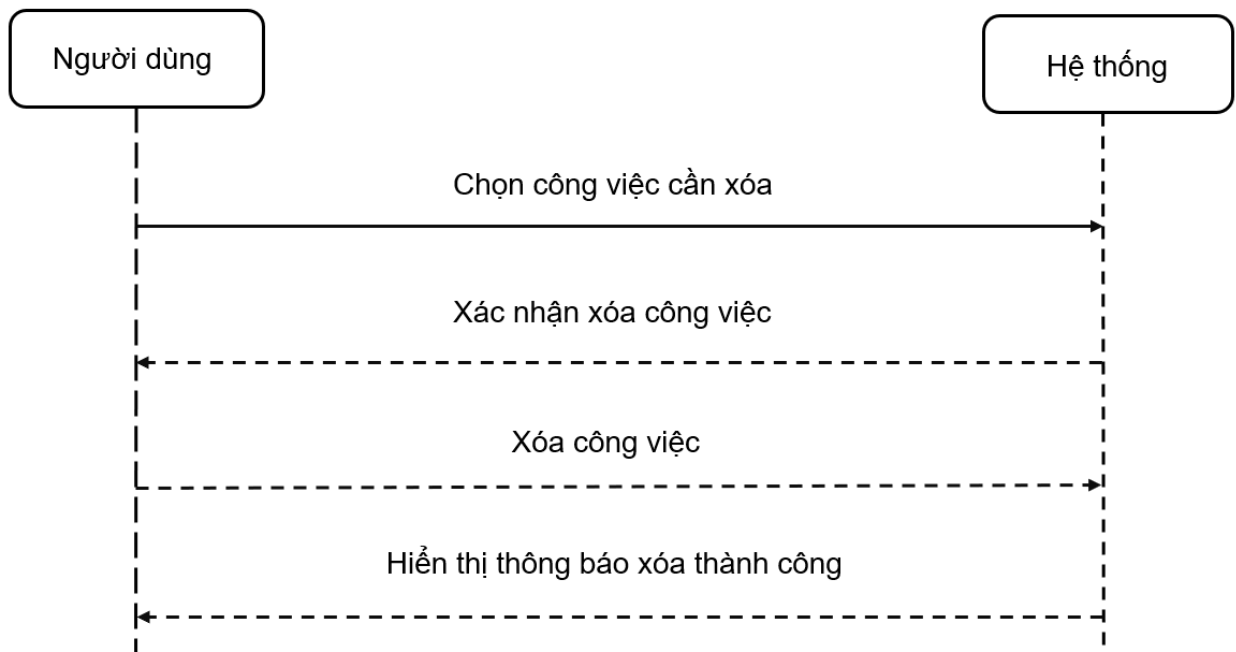 Người dùng
Hệ thống
Chọn công việc cần xóa
Xác nhận xóa công việc
Xóa công việc
Hiển thị thông báo xóa thành công